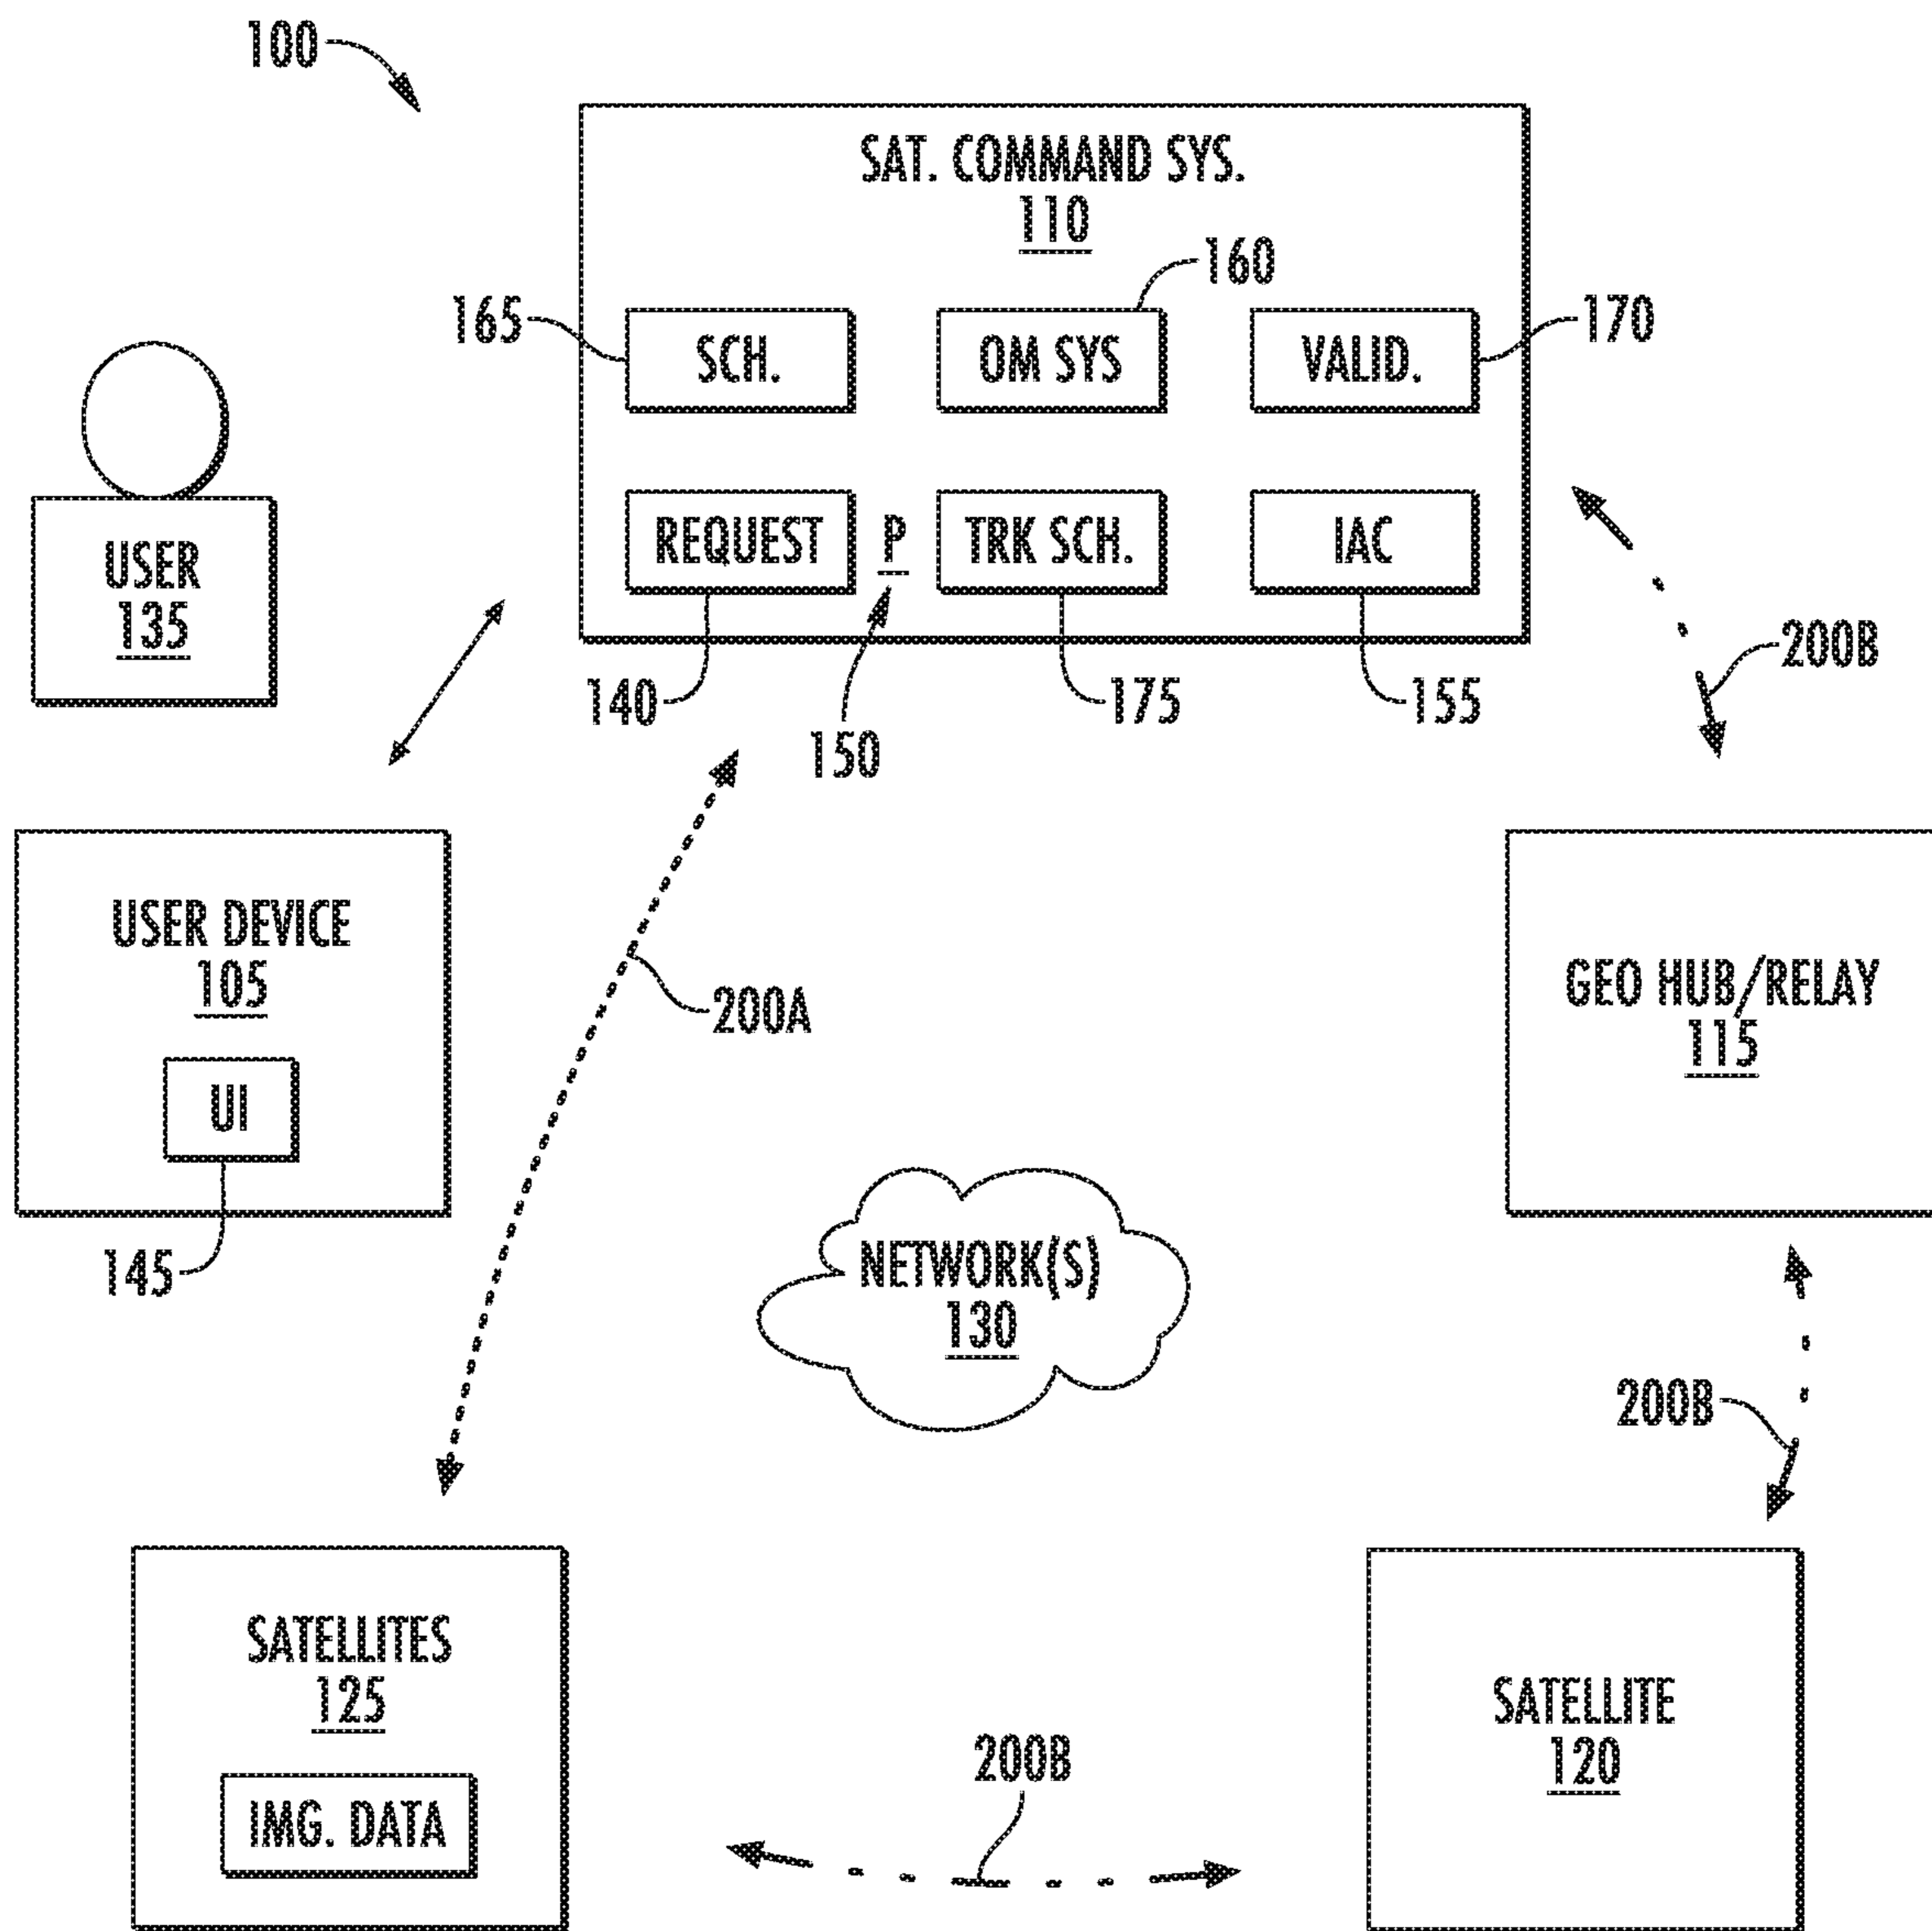 100
SAT. COMMAND SYS.
110
160
165
170
SCH.
OM SYS
VALID.
REQUEST
P
TRK SCH.
IAC
USER
135
140
150
175
155
200B
USER DEVICE
105
UI
145
200A
GEO HUB/RELAY
115
NETWORK(S)
130
200B
SATELLITES
125
IMG. DATA
200B
SATELLITE
120